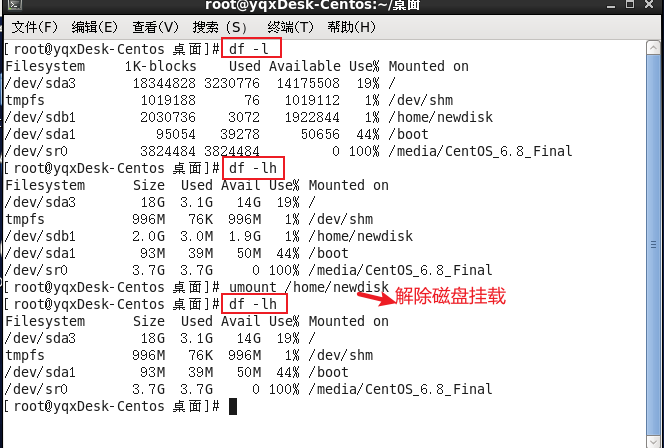 root@yqxDesk-Centos:~/桌面
文件(F) 编辑(E) 查看(V) 搜索 (S) 终端(T) 帮助(H)
[root@yqxDesk-Centos 桌面]# df -l
Filesystem 1K-blocks Used Available Use% Mounted on
/dev/sda3 18344828 3230776 14175508 19% /
tmpfs 1019188 76 1019112 1% /dev/shm
/dev/sdb1 2030736 3072 1922844 1% /home/newdisk
/dev/sda1 95054 39278 50656 44% /boot
/dev/sr0 3824484 3824484 0 100% /media/CentOS_6.8_Final
[root@yqxDesk-Centos 桌面]# df -lh
Filesystem Size Used Avail Use% Mounted on
/dev/sda3 18G 3.1G 14G 19% /
tmpfs 996M 76K 996M 1% /dev/shm
/dev/sdb1 2.0G 3.0M 1.9G 1% /home/newdisk
/dev/sda1 93M 39M 50M 44% /boot
/dev/sr0 3.7G 3.7G 0 100% /media/CentOS_6.8_Final
[root@yqxDesk-Centos 桌面]# umount /home/newdisk
解除磁盘挂载
[root@yqxDesk-Centos 桌面]# df -lh
Filesystem Size Used Avail Use% Mounted on
/dev/sda3 18G 3.1G 14G 19% /
tmpfs 996M 76K 996M 1% /dev/shm
/dev/sda1 93M 39M 50M 44% /boot
/dev/sr0 3.7G 3.7G 0 100% /media/CentOS_6.8_Final
[root@yqxDesk-Centos 桌面]#